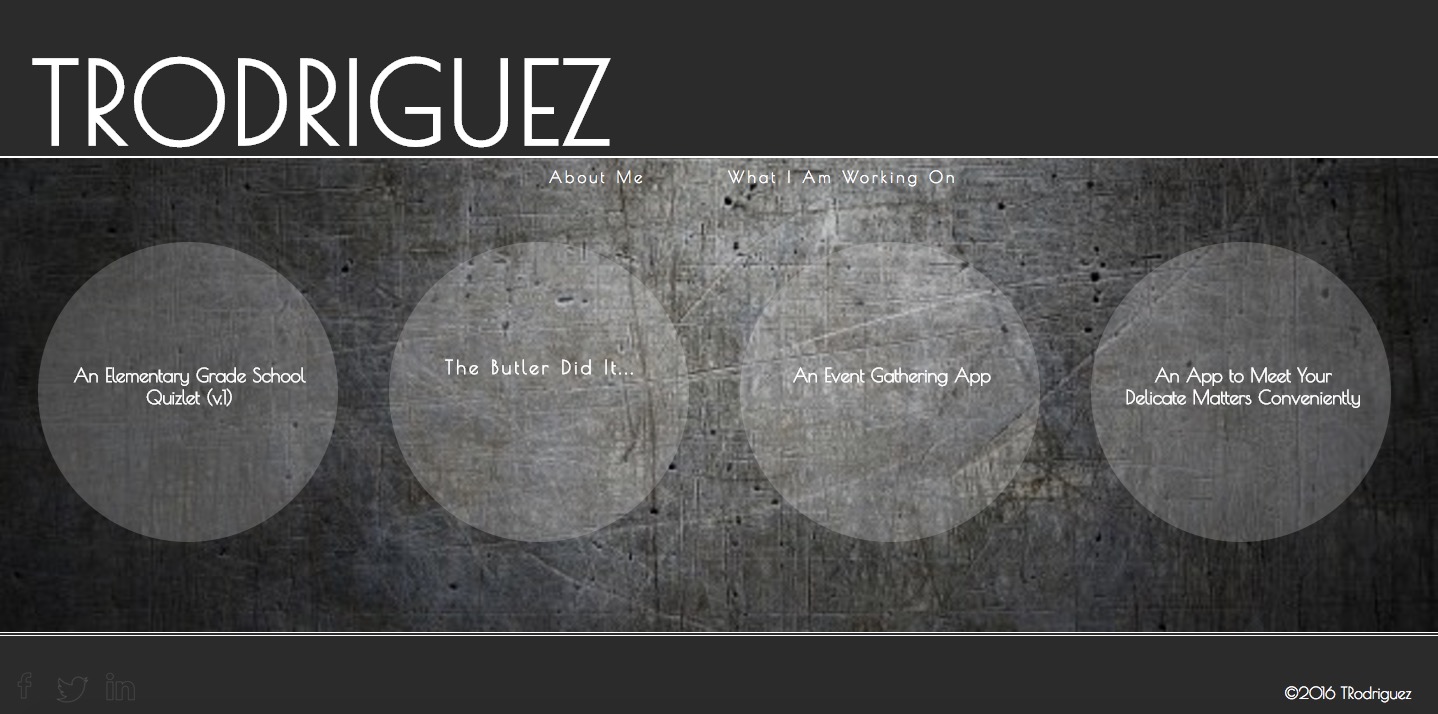 TRODRIGUEZ
About Me
What I Am Working On
An Elementary Grade School
Quizlet (v.1)
The Butler Did It...
An Event Gathering App
An App to Meet Your
Delicate Matters Conveniently
f
in
©2016 TRodriguez